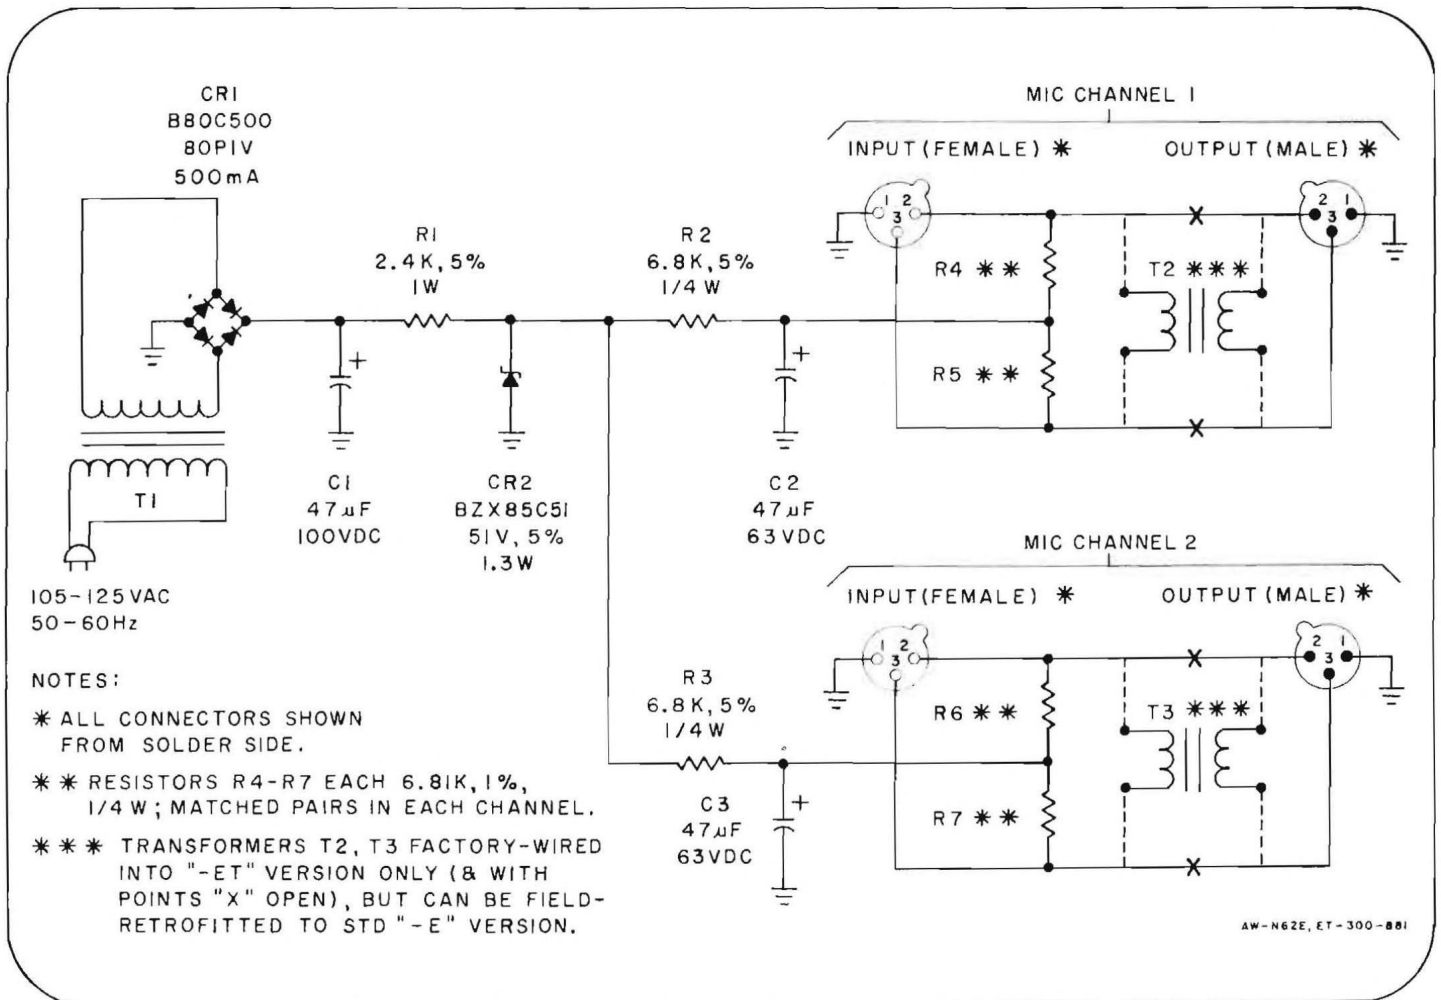 CR1
B80C500
80PIV
500mA
R1
2.4K, 5%
1W
R2
6.8K, 5%
1/4 W
MIC CHANNEL 1
INPUT (FEMALE) *
OUTPUT (MALE) *
1 2
3
2 1
3
R4 * *
T2 * * *
R5 * *
+
+
T1
C1
47µF
100VDC
CR2
BZX85C51
51V, 5%
1.3W
C2
47µF
63VDC
105-125VAC
50-60Hz
MIC CHANNEL 2
INPUT (FEMALE) *
OUTPUT (MALE) *
1 2
3
2 1
3
R3
6.8K, 5%
1/4 W
R6 * *
T3 * * *
R7 * *
+
C3
47µF
63VDC
NOTES:
* ALL CONNECTORS SHOWN
FROM SOLDER SIDE.
* * RESISTORS R4-R7 EACH 6.81K, 1%,
1/4 W; MATCHED PAIRS IN EACH CHANNEL.
* * * TRANSFORMERS T2, T3 FACTORY-WIRED
INTO "-ET" VERSION ONLY (& WITH
POINTS "X" OPEN), BUT CAN BE FIELD-
RETROFITTED TO STD "-E" VERSION.
AW-N62E, ET-300-881